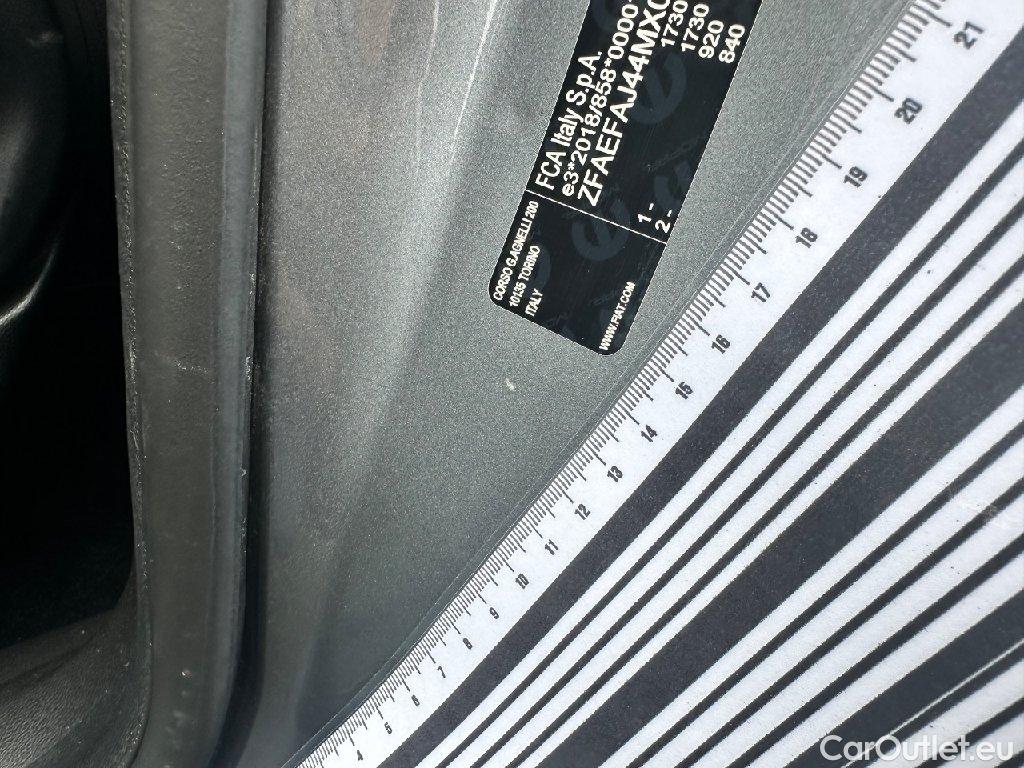 FCA Italy S.p.A.
e3*2018/858*0000
ZFAEFAJ44MX
1 - 1730
2 - 1730
920
840
CORSO G.AGNELLI 200
10135 TORINO
ITALY
WWW.FIAT.COM
4
5
6
7
8
9
10
11
12
13
14
15
16
17
18
19
20
21
CarOutlet.eu